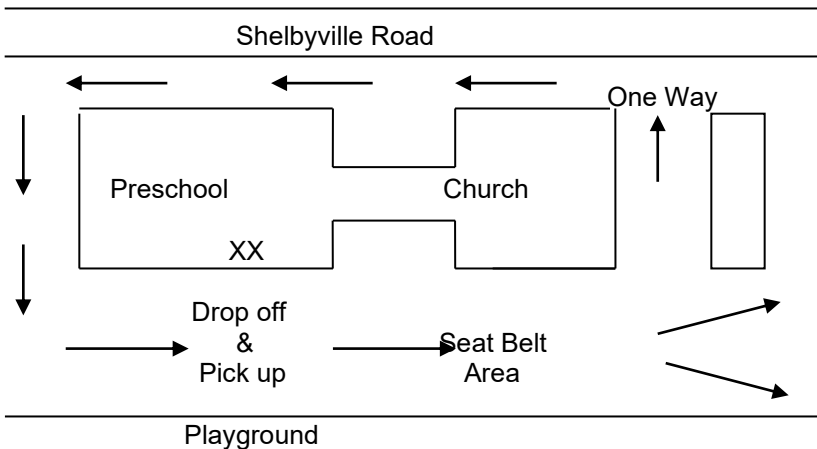 Shelbyville Road
One Way
Preschool
Church
XX
Drop off
&
Pick up
Seat Belt
Area
Playground